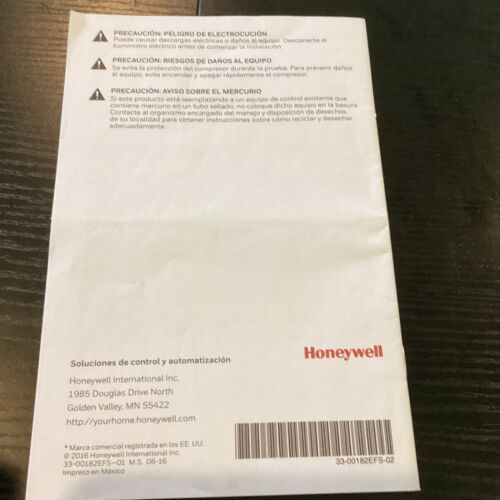 PRECAUCIÓN: PELIGRO DE ELECTROCUCIÓN
Puede causar descargas eléctricas o daños al equipo. Desconecte el
suministro eléctrico antes de comenzar la instalación.
PRECAUCIÓN: RIESGOS DE DAÑOS AL EQUIPO
Se evita la protección del compresor durante la prueba. Para prevenir daños
al equipo, evite encender y apagar rápidamente el compresor.
PRECAUCIÓN: AVISO SOBRE EL MERCURIO
Si este producto está reemplazando a un equipo de control existente que
contiene mercurio en un tubo sellado, no coloque dicho equipo en la basura.
Contacte al organismo encargado del manejo y disposición de desechos
de su localidad para obtener instrucciones sobre cómo reciclar y desechar
adecuadamente.
Soluciones de control y automatización
Honeywell
Honeywell International Inc.
1985 Douglas Drive North
Golden Valley, MN 55422
http://yourhome.honeywell.com
* Marca comercial registrada en los EE. UU.
© 2016 Honeywell International Inc.
33-00182EFS—01 M.S. 06-16
Impreso en México
33-00182EFS-02